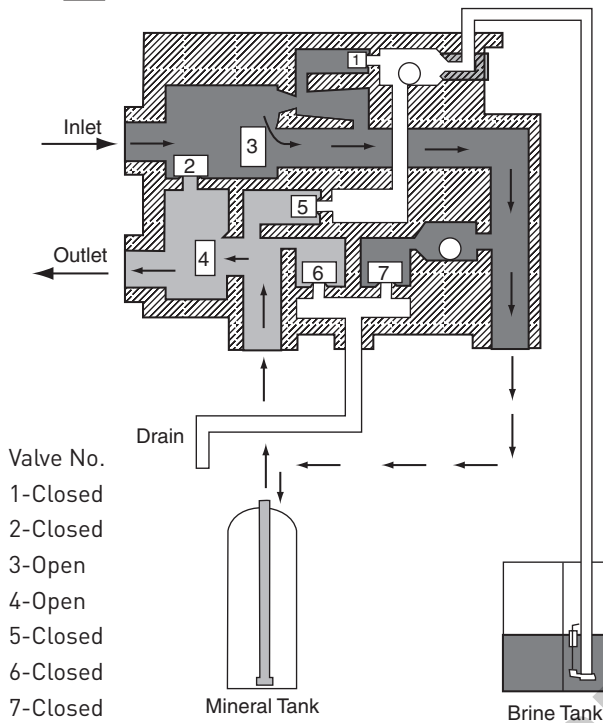 1
Inlet
3
2
5
Outlet
4
6
7
Drain
Valve No.
1-Closed
2-Closed
3-Open
4-Open
5-Closed
6-Closed
7-Closed
Mineral Tank
Brine Tank